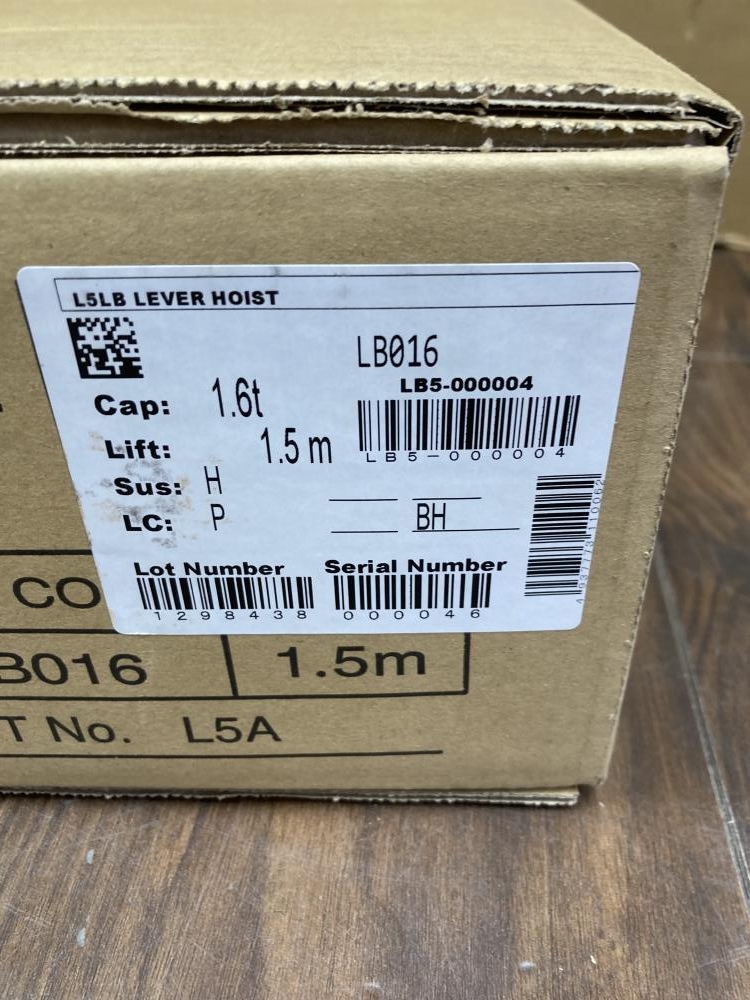 L5LB LEVER HOIST
LB016
LB5-000004
Cap: 1.6t
LB5-000004
Lift: 1.5 m
Sus: H
LC: P BH
4937773110062
Lot Number Serial Number
1298438 000046
CO
B016 1.5m
T No. L5A